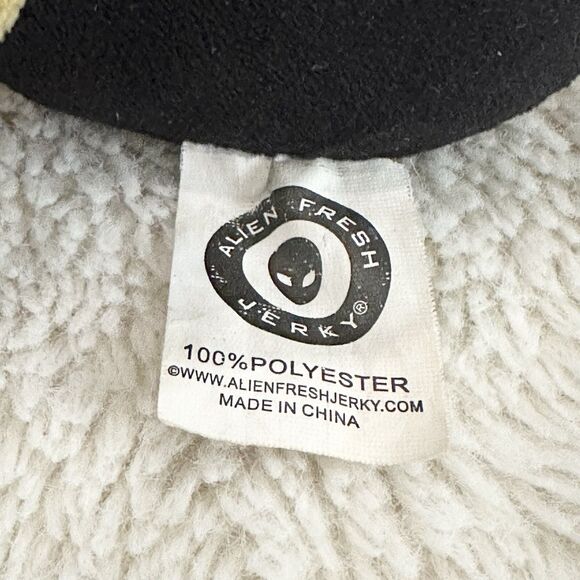 ALIEN FRESH
JERKY®
100%POLYESTER
©WWW.ALIENFRESHJERKY.COM
MADE IN CHINA